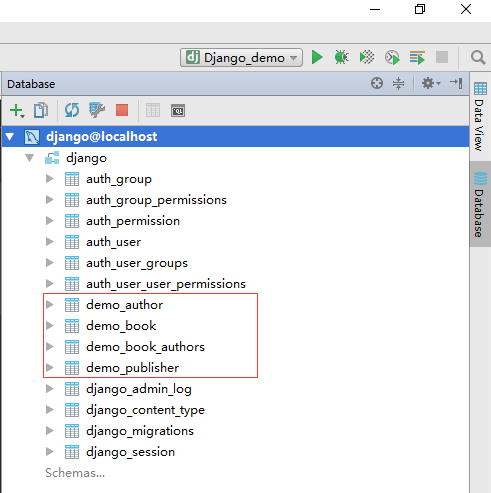 Django_demo
Database
django@localhost
django
auth_group
auth_group_permissions
auth_permission
auth_user
auth_user_groups
auth_user_user_permissions
demo_author
demo_book
demo_book_authors
demo_publisher
django_admin_log
django_content_type
django_migrations
django_session
Schemas...
Data View
Database